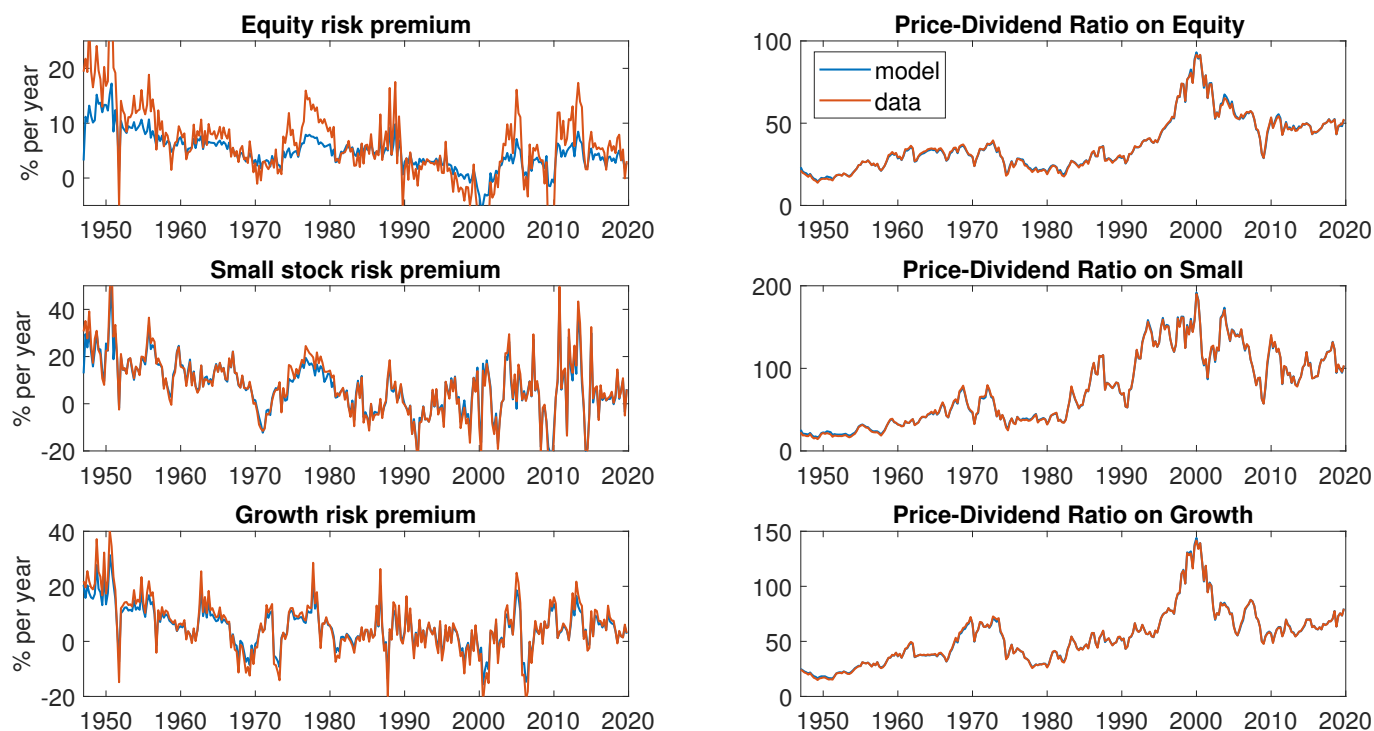 Equity risk premium
% per year
20
10
0
1950 1960 1970 1980 1990 2000 2010 2020
Price-Dividend Ratio on Equity
model
data
100
50
0
1950 1960 1970 1980 1990 2000 2010 2020
Small stock risk premium
% per year
40
20
0
-20
1950 1960 1970 1980 1990 2000 2010 2020
Price-Dividend Ratio on Small
200
100
0
1950 1960 1970 1980 1990 2000 2010 2020
Growth risk premium
% per year
40
20
0
-20
1950 1960 1970 1980 1990 2000 2010 2020
Price-Dividend Ratio on Growth
150
100
50
0
1950 1960 1970 1980 1990 2000 2010 2020